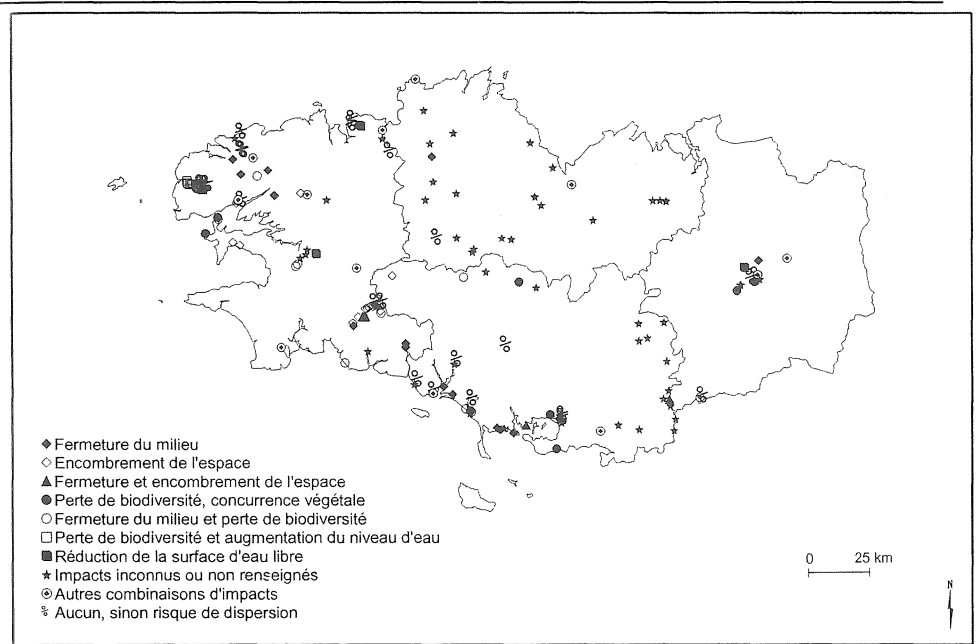 Fermeture du milieu
Encombrement de l'espace
Fermeture et encombrement de l'espace
Perte de biodiversité, concurrence végétale
Fermeture du milieu et perte de biodiversité
Perte de biodiversité et augmentation du niveau d'eau
Réduction de la surface d'eau libre
Impacts inconnus ou non renseignés
Autres combinaisons d'impacts
% Aucun, sinon risque de dispersion
0 25 km
N